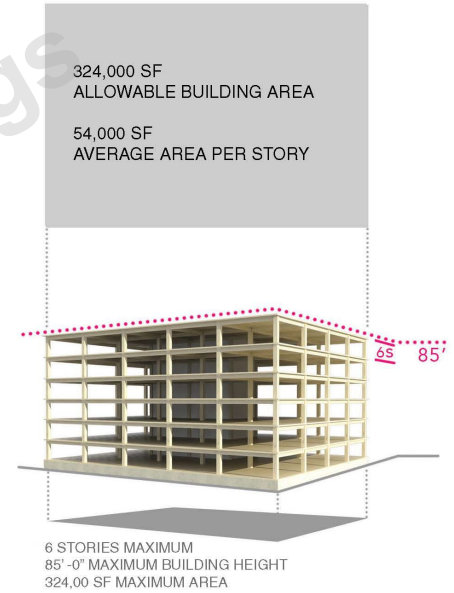 324,000 SF
ALLOWABLE BUILDING AREA
54,000 SF
AVERAGE AREA PER STORY
6S
85'
6 STORIES MAXIMUM
85'-0" MAXIMUM BUILDING HEIGHT
324,00 SF MAXIMUM AREA